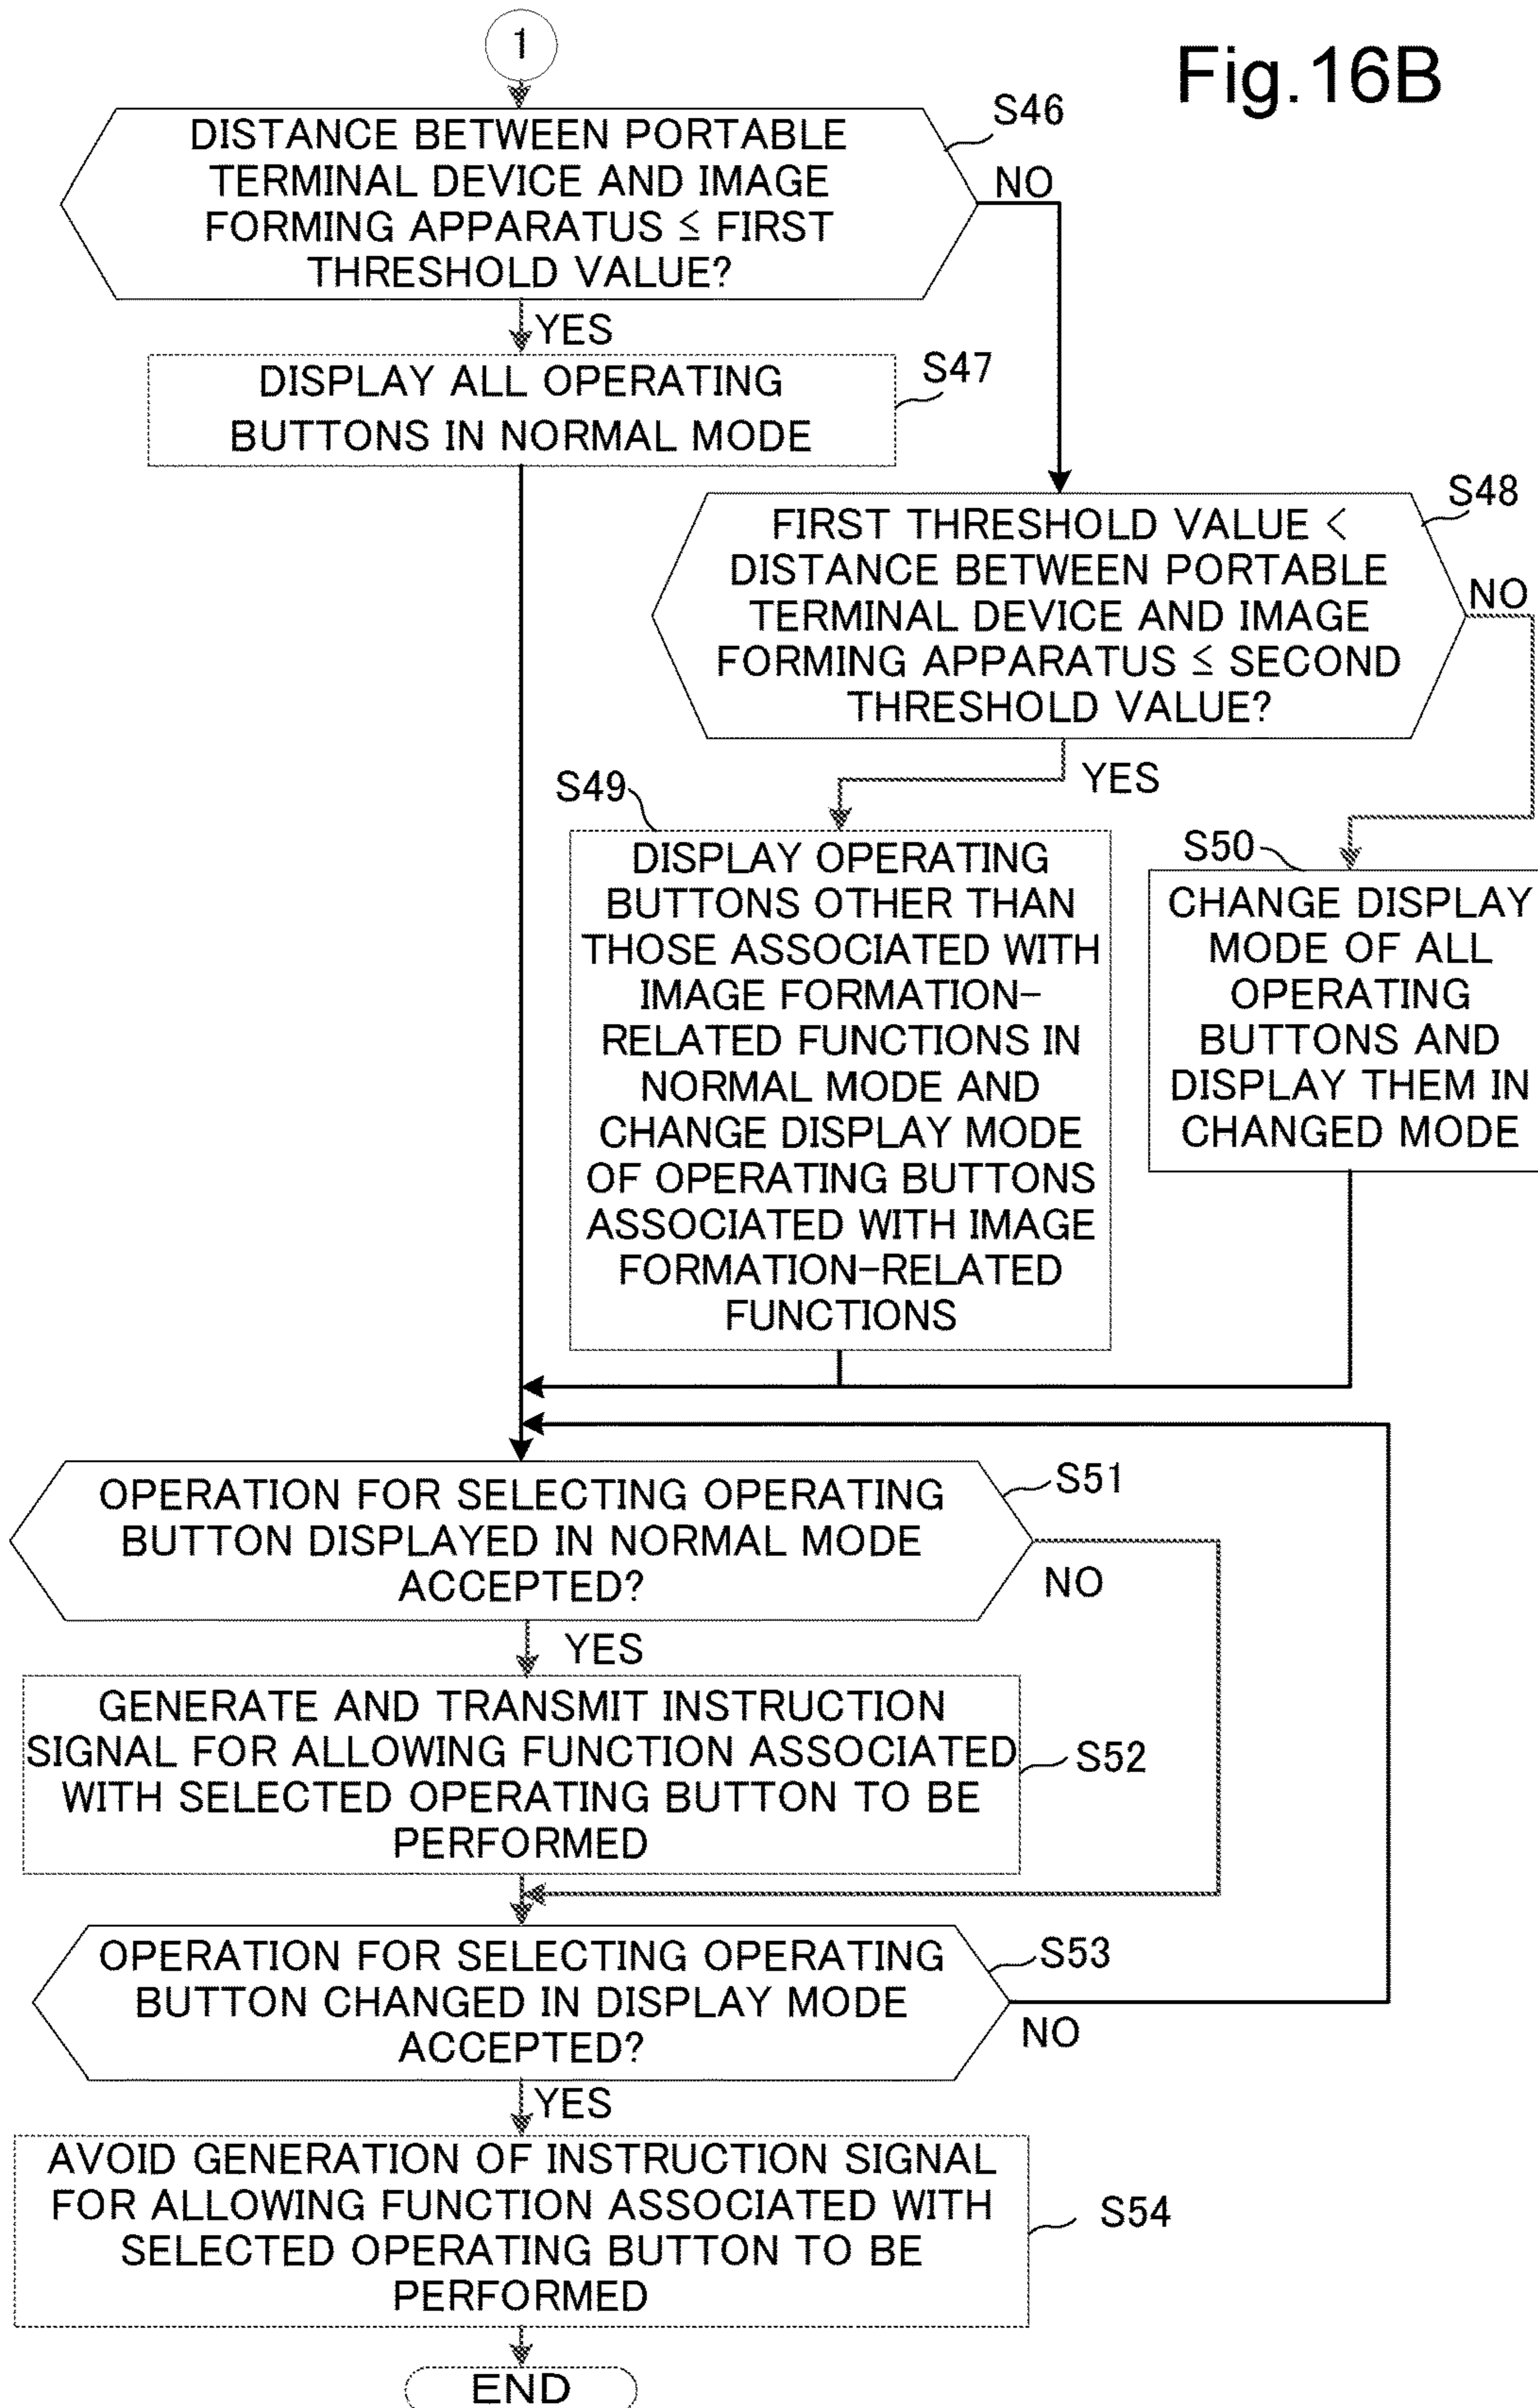 1
Fig.16B
S46
DISTANCE BETWEEN PORTABLE
TERMINAL DEVICE AND IMAGE
FORMING APPARATUS ≤ FIRST
THRESHOLD VALUE?
NO
YES
S47
DISPLAY ALL OPERATING
BUTTONS IN NORMAL MODE
S48
FIRST THRESHOLD VALUE <
DISTANCE BETWEEN PORTABLE
TERMINAL DEVICE AND IMAGE
FORMING APPARATUS ≤ SECOND
THRESHOLD VALUE?
NO
YES
S49
DISPLAY OPERATING
BUTTONS OTHER THAN
THOSE ASSOCIATED WITH
IMAGE FORMATION-
RELATED FUNCTIONS IN
NORMAL MODE AND
CHANGE DISPLAY MODE
OF OPERATING BUTTONS
ASSOCIATED WITH IMAGE
FORMATION-RELATED
FUNCTIONS
S50
CHANGE DISPLAY
MODE OF ALL
OPERATING
BUTTONS AND
DISPLAY THEM IN
CHANGED MODE
S51
OPERATION FOR SELECTING OPERATING
BUTTON DISPLAYED IN NORMAL MODE
ACCEPTED?
NO
YES
GENERATE AND TRANSMIT INSTRUCTION
SIGNAL FOR ALLOWING FUNCTION ASSOCIATED
WITH SELECTED OPERATING BUTTON TO BE
PERFORMED
S52
OPERATION FOR SELECTING OPERATING
BUTTON CHANGED IN DISPLAY MODE
ACCEPTED?
S53
NO
YES
AVOID GENERATION OF INSTRUCTION SIGNAL
FOR ALLOWING FUNCTION ASSOCIATED WITH
SELECTED OPERATING BUTTON TO BE
PERFORMED
S54
END